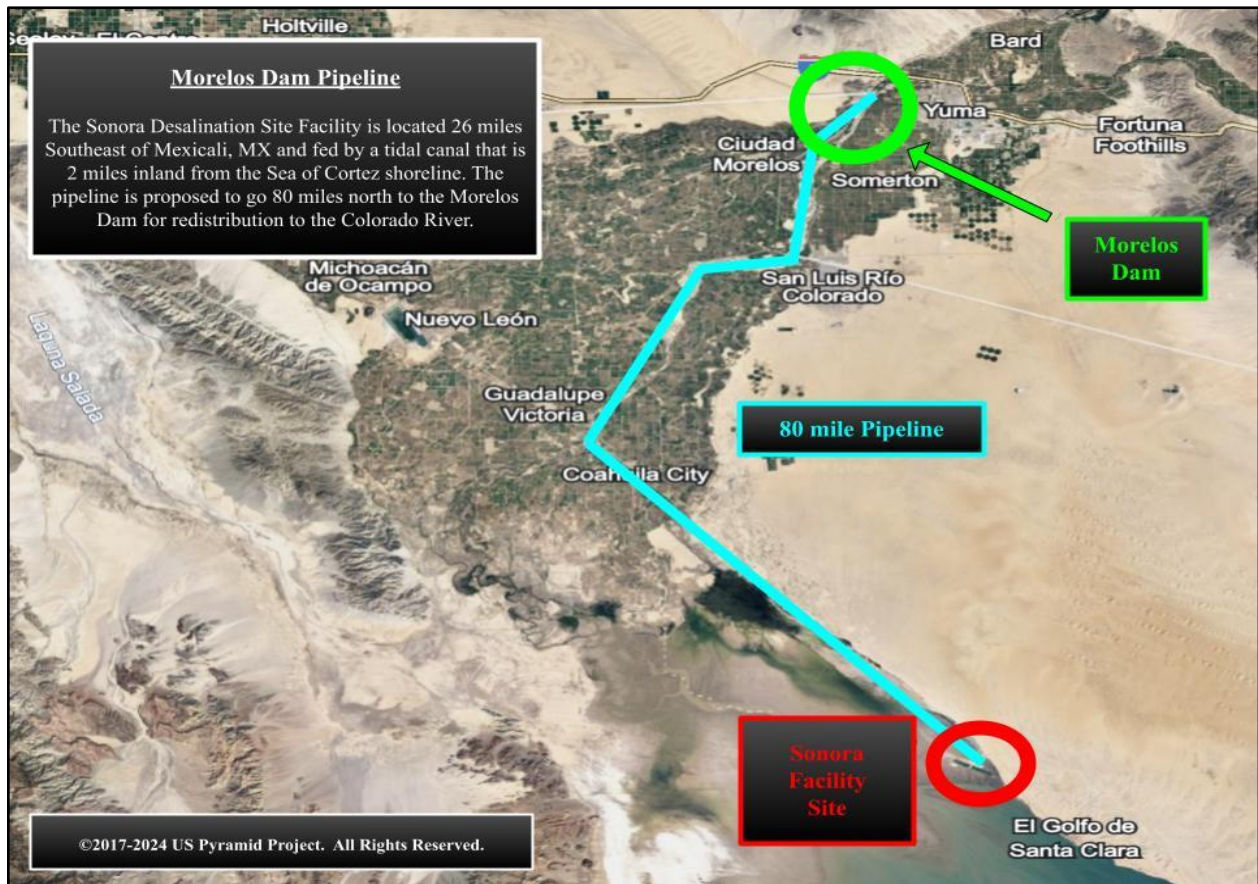 Holtville
Seeley
El Centro
Bard
Morelos Dam Pipeline
The Sonora Desalination Site Facility is located 26 miles
Southeast of Mexicali, MX and fed by a tidal canal that is
2 miles inland from the Sea of Cortez shoreline. The
pipeline is proposed to go 80 miles north to the Morelos
Dam for redistribution to the Colorado River.
Yuma
Ciudad
Morelos
Fortuna
Foothills
Somerton
Morelos
Dam
Michoacán
de Ocampo
San Luis Río
Colorado
Nuevo León
Laguna Salada
Guadalupe
Victoria
80 mile Pipeline
Coahuila City
Sonora
Facility
Site
El Golfo de
Santa Clara
©2017-2024 US Pyramid Project. All Rights Reserved.